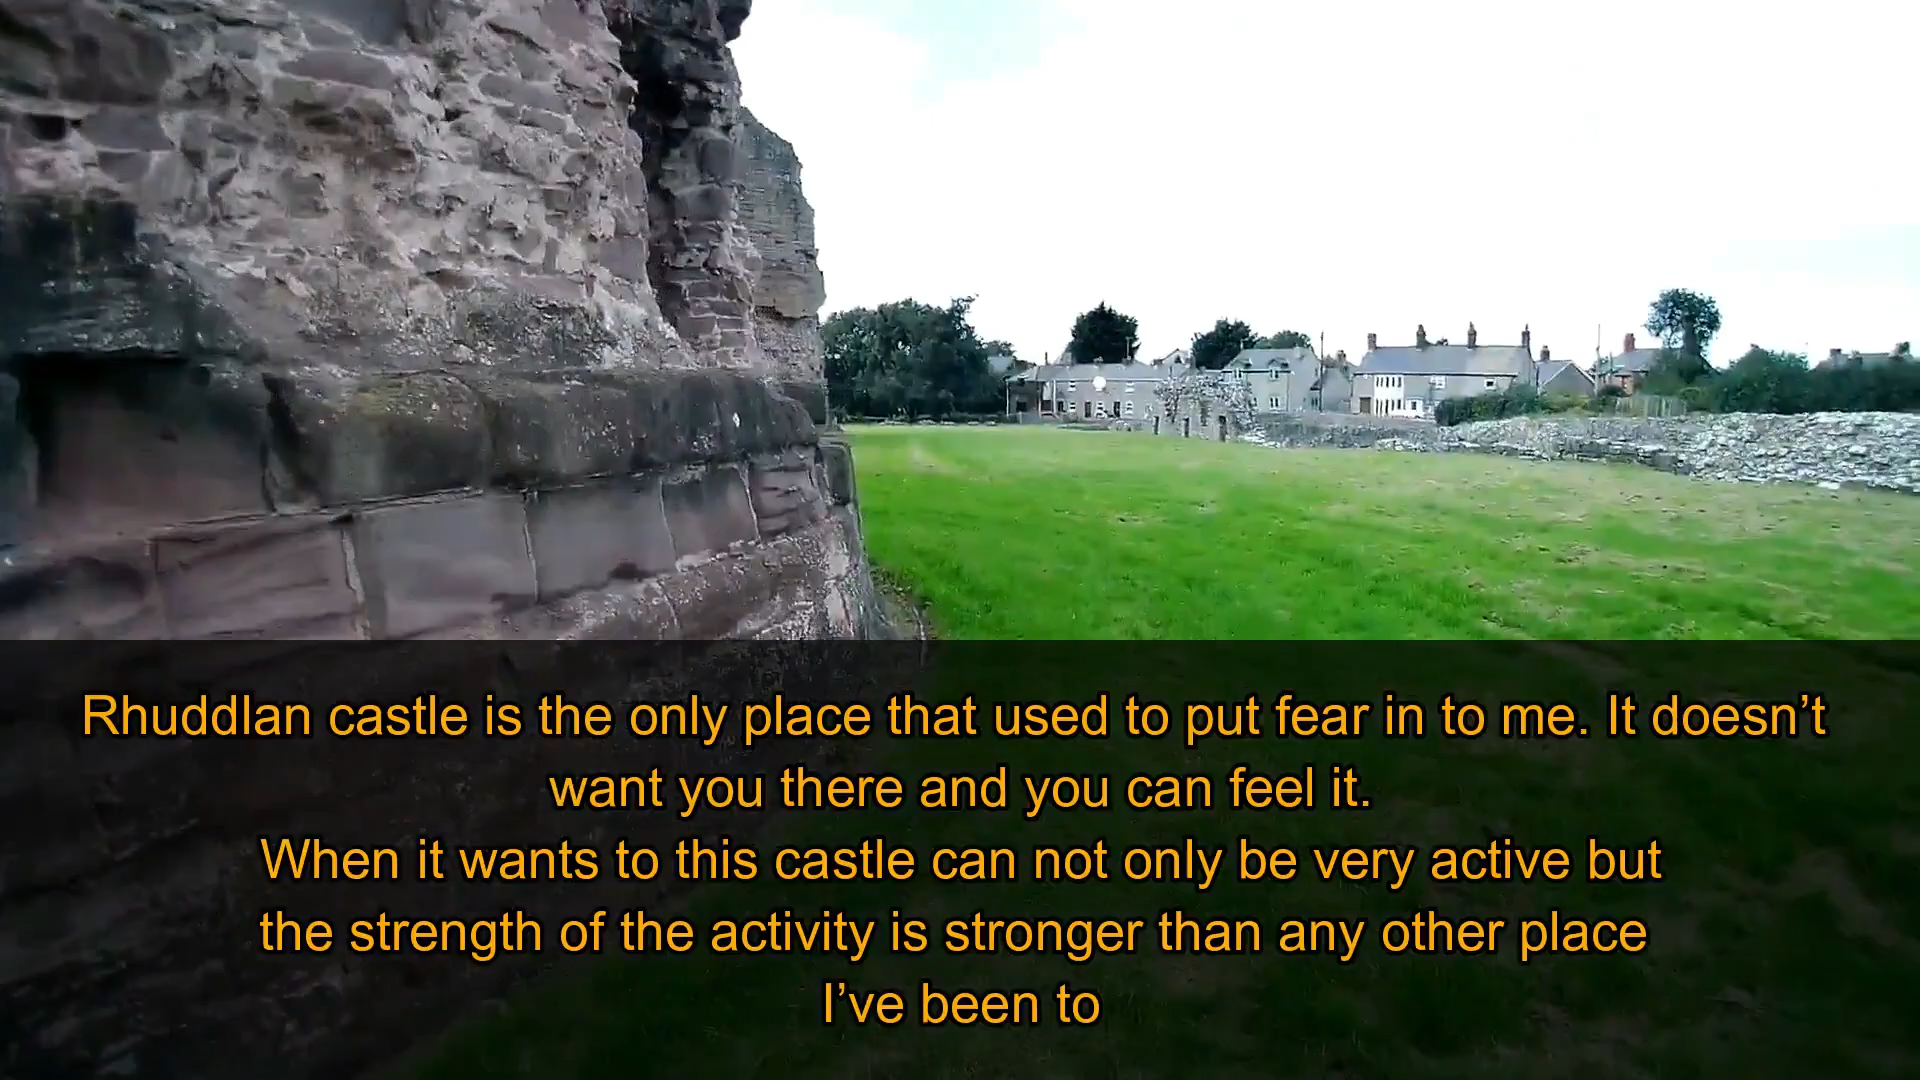 Rhuddlan castle is the only place that used to put fear in to me. It doesn’t
want you there and you can feel it.
When it wants to this castle can not only be very active but
the strength of the activity is stronger than any other place
I’ve been to